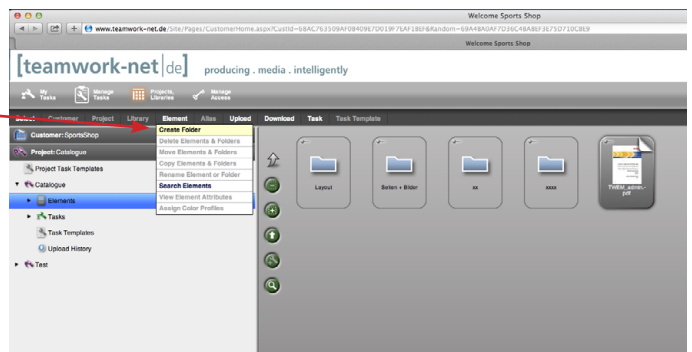 Welcome Sports Shop
www.teamwork-net.de/Site/Pages/CustomerHome.aspx/CustId=
Welcome Sports Shop
[teamwork-net|de] producing . media . intelligently
My Tasks
Manage Tasks
Projects, Libraries
Manage Access
Select Customer Project Library Element Alias Upload Download Task Task Template
Customer: SportsShop
Project: Catalogue
Project Task Templates
Catalogue
Elements
Tasks
Task Templates
Upload History
Test
Create Folder
Delete Elements & Folders
Move Elements & Folders
Copy Elements & Folders
Rename Element or Folder
Search Elements
View Element Attributes
Assign Color Profiles
Layout
Seiten + Bilder
xx
xxxx
TWEM_admin.-
pdf